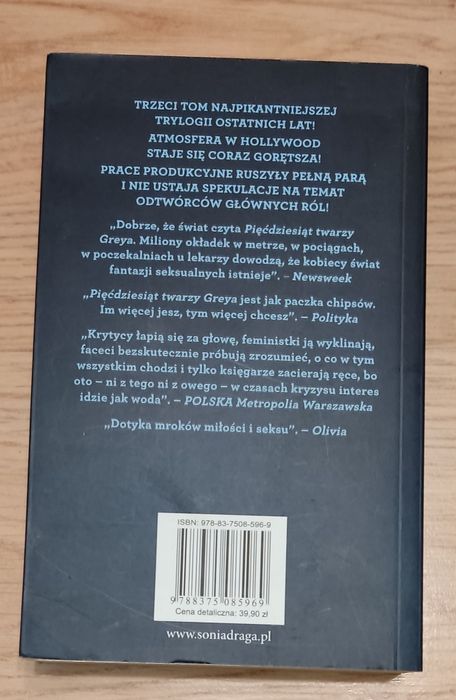 TRZECI TOM NAJPIKANTNIEJSZEJ
TRYLOGII OSTATNICH LAT!
ATMOSFERA W HOLLYWOOD
STAJE SIĘ CORAZ GORĘTSZA!
PRACE PRODUKCYJNE RUSZYŁY PEŁNĄ PARĄ
I NIE USTAJĄ SPEKULACJE NA TEMAT
ODTWÓRCÓW GŁÓWNYCH RÓL!
„Dobrze, że świat czyta Pięćdziesiąt twarzy
Greya. Miliony okładek w metrze, w pociągach,
w poczekalniach u lekarzy dowodzą, że kobiecy świat
fantazji seksualnych istnieje”. – Newsweek
„Pięćdziesiąt twarzy Greya jest jak paczka chipsów.
Im więcej jesz, tym więcej chcesz”. – Polityka
„Krytycy łapią się za głowę, feministki ją wyklinają,
faceci bezskutecznie próbują zrozumieć, o co w tym
wszystkim chodzi i tylko księgarze zacierają ręce, bo
oto – ni z tego ni z owego – w czasach kryzysu interes
idzie jak woda”. – POLSKA Metropolia Warszawska
„Dotyka mroków miłości i seksu”. – Olivia
ISBN: 978-83-7508-596-9
9 788375 085969
Cena detaliczna: 39,90 zł
www.soniadraga.pl